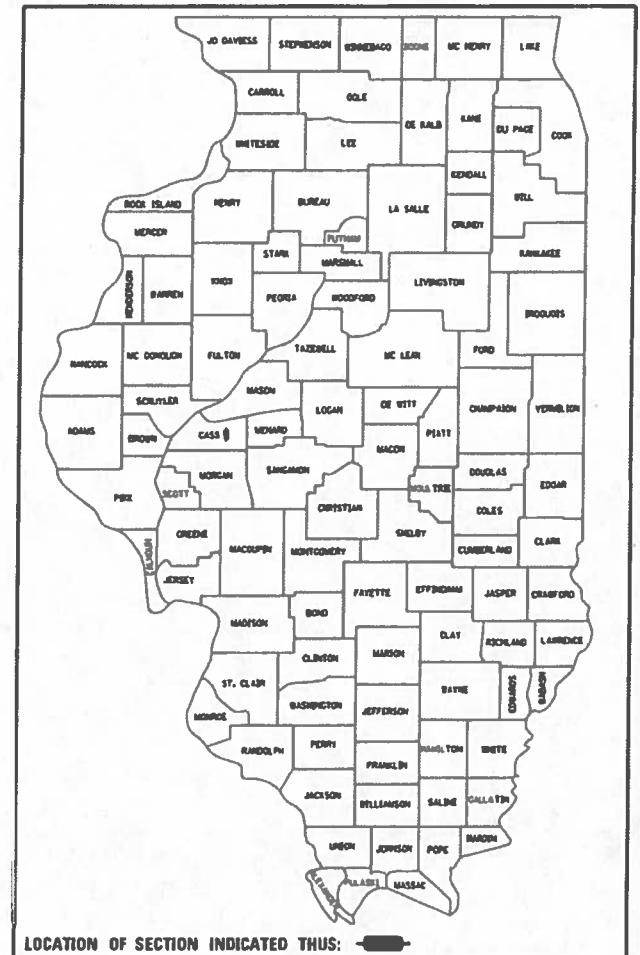 JO DAVIESS STEPHENSON WINNEBAGO BOONE MC HENRY LAKE
CARROLL OGLE DE KALB KANE DU PAGE COOK
WHITESIDE LEE KENDALL WILL
ROCK ISLAND HENRY BUREAU LA SALLE GRUNDY
MERCER PUTNAM KANKAKEE
STARK MARSHALL
HENDERSON WARREN KNOX PEORIA WOODFORD LIVINGSTON IROQUOIS
HANCOCK MC DONOUGH FULTON TAZEWELL MC LEAN FORD
SCHUYLER MASON
ADAMS BROWN CASS MENARD LOGAN DE WITT PIATT CHAMPAIGN VERMILION
MACON
PIKE SCOTT MORGAN SANGAMON MOULTRIE DOUGLAS EDGAR
CHRISTIAN COLES
CALHOUN GREENE MACOUPIN MONTGOMERY SHELBY CUMBERLAND CLARK
JERSEY FAYETTE EFFINGHAM JASPER CRAWFORD
MADISON BOND CLAY RICHLAND LAWRENCE
CLINTON MARION
ST. CLAIR WASHINGTON JEFFERSON WAYNE EDWARDS WABASH
MONROE
RANDOLPH PERRY FRANKLIN HAMILTON WHITE
JACKSON WILLIAMSON SALINE GALLATIN
UNION JOHNSON POPE HARDIN
ALEXANDER PULASKI MASSAC
LOCATION OF SECTION INDICATED THUS: